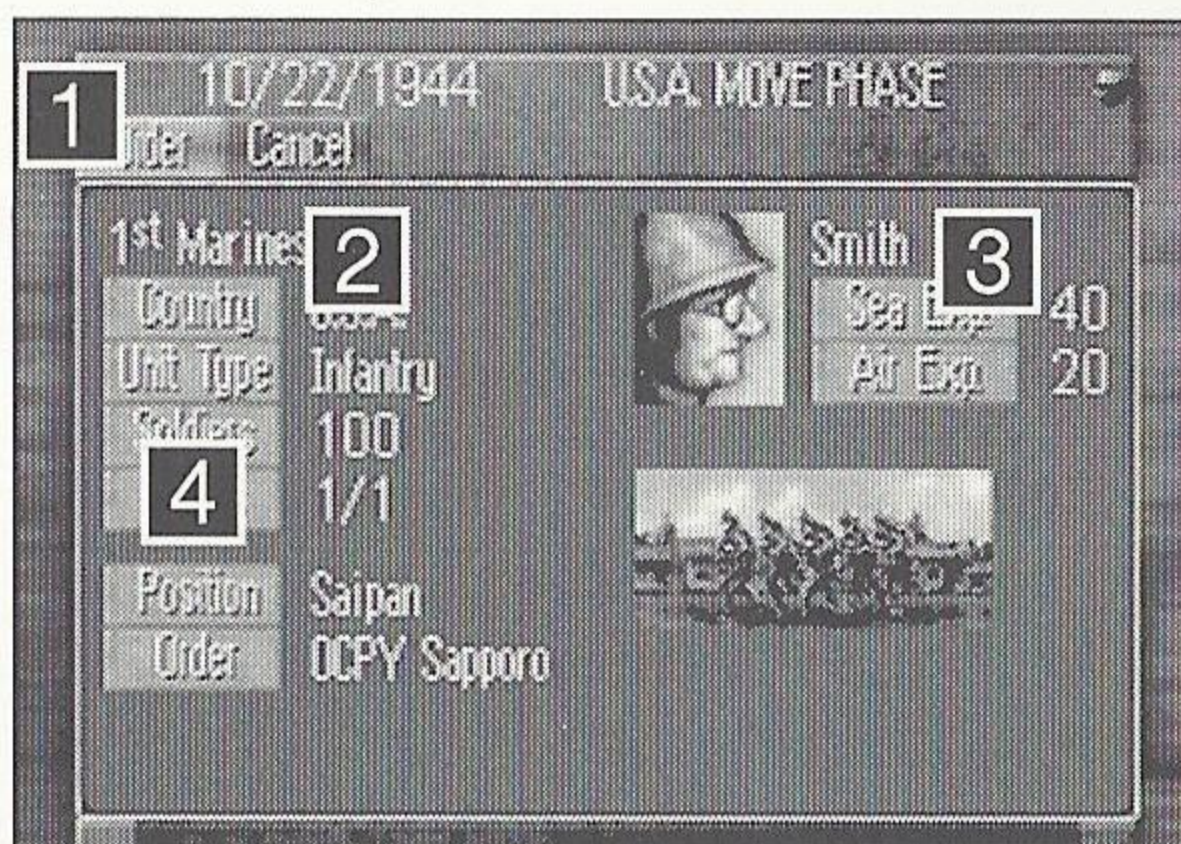 1 10/22/1944 U.S.A. MOVE PHASE
Order Cancel
1st Marines 2 Smith 3
Country Sea Exp. 40
Unit Type Infantry Air Exp. 20
Soldiers 100
4 1/1
Position Saipan
Order OCPY Sapporo